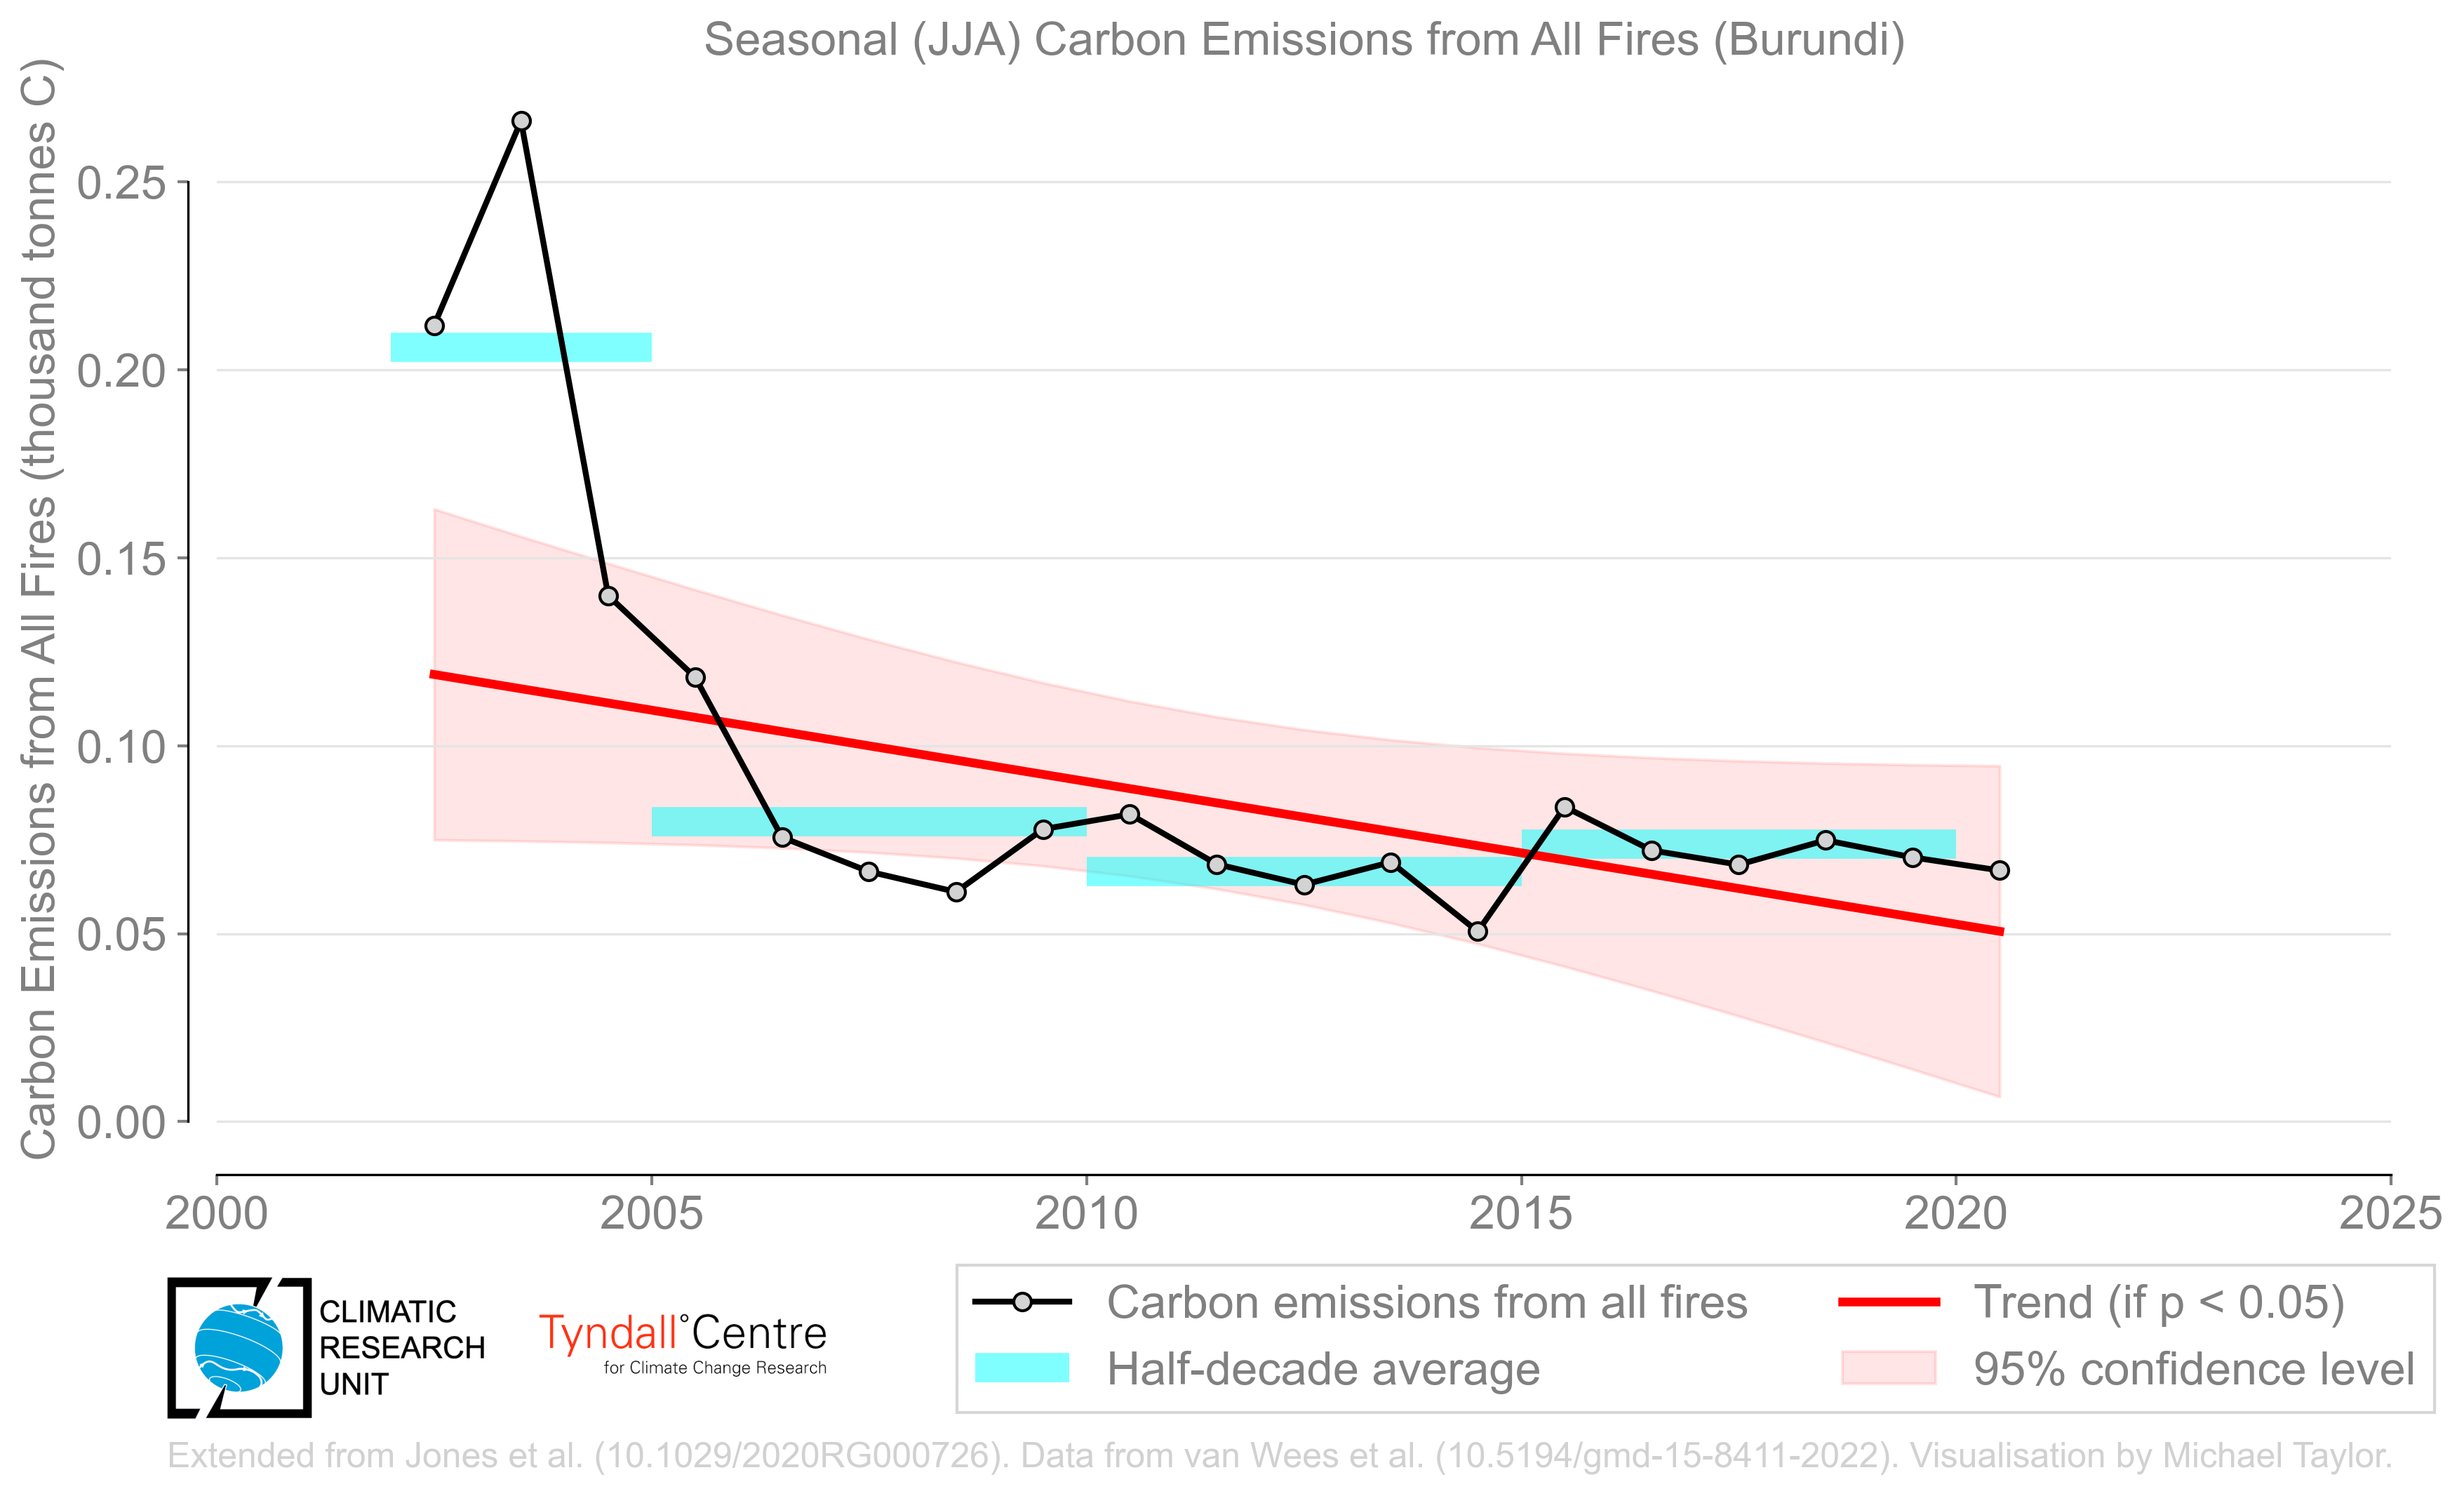 Seasonal (JJA) Carbon Emissions from All Fires (Burundi)
Carbon Emissions from All Fires (thousand tonnes C)
0.25
0.20
0.15
0.10
0.05
0.00
2000 2005 2010 2015 2020 2025
CLIMATIC
RESEARCH
UNIT
Tyndall°Centre
for Climate Change Research
Carbon emissions from all fires
Half-decade average
Trend (if p < 0.05)
95% confidence level
Extended from Jones et al. (10.1029/2020RG000726). Data from van Wees et al. (10.5194/gmd-15-8411-2022). Visualisation by Michael Taylor.